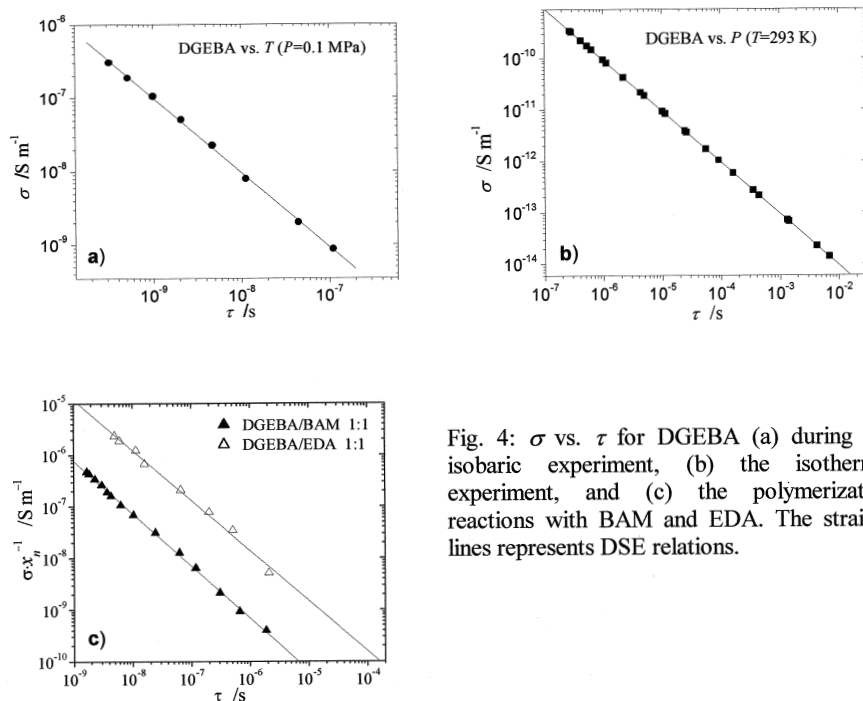 DGEBA vs. T (P=0.1 MPa)
10⁻⁶
10⁻⁷
10⁻⁸
10⁻⁹
σ /S m⁻¹
a)
10⁻⁹ 10⁻⁸ 10⁻⁷
τ /s
DGEBA vs. P (T=293 K)
10⁻¹⁰
10⁻¹¹
10⁻¹²
10⁻¹³
10⁻¹⁴
σ /S m⁻¹
b)
10⁻⁷ 10⁻⁶ 10⁻⁵ 10⁻⁴ 10⁻³ 10⁻²
τ /s
10⁻⁵
10⁻⁶
10⁻⁷
10⁻⁸
10⁻⁹
10⁻¹⁰
σ·xₙ⁻¹ /S m⁻¹
DGEBA/BAM 1:1
DGEBA/EDA 1:1
c)
10⁻⁹ 10⁻⁸ 10⁻⁷ 10⁻⁶ 10⁻⁵ 10⁻⁴
τ /s
Fig. 4: σ vs. τ for DGEBA (a) during
isobaric experiment, (b) the isother
experiment, and (c) the polymerizat
reactions with BAM and EDA. The strai
lines represents DSE relations.